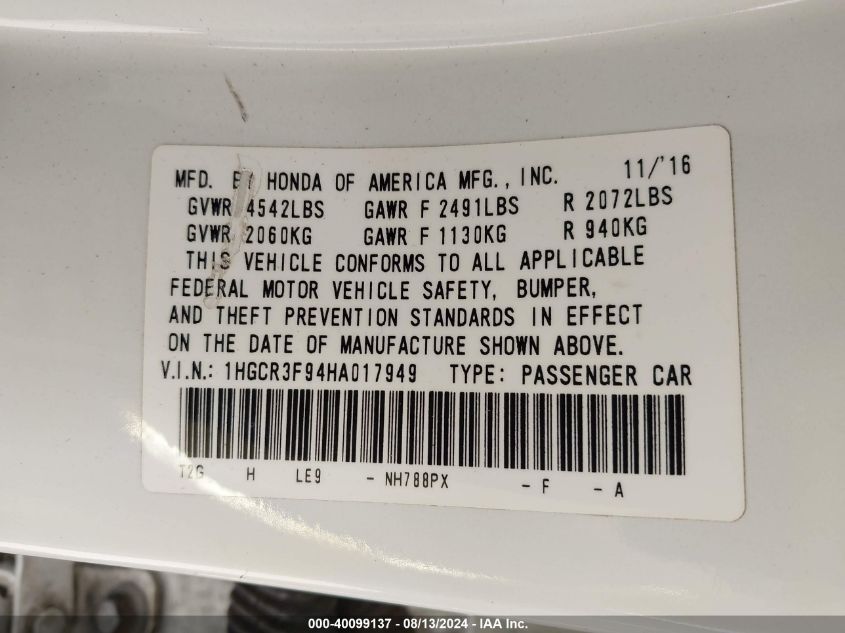 MFD. BY HONDA OF AMERICA MFG., INC. 11/'16
GVWR 4542LBS GAWR F 2491LBS R 2072LBS
GVWR 2060KG GAWR F 1130KG R 940KG
THIS VEHICLE CONFORMS TO ALL APPLICABLE
FEDERAL MOTOR VEHICLE SAFETY, BUMPER,
AND THEFT PREVENTION STANDARDS IN EFFECT
ON THE DATE OF MANUFACTURE SHOWN ABOVE.
V.I.N.: 1HGCR3F94HA017949 TYPE: PASSENGER CAR
T2G H LE9 - NH788PX - F - A
000-40099137 - 08/13/2024 - IAA Inc.